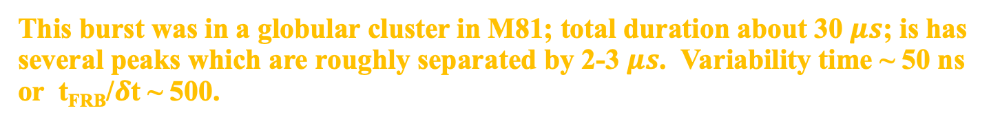 This burst was in a globular cluster in M81; total duration about 30 𝜇s; is has
several peaks which are roughly separated by 2-3 𝜇s. Variability time ~ 50 ns
or t_FRB/𝛿t ~ 500.